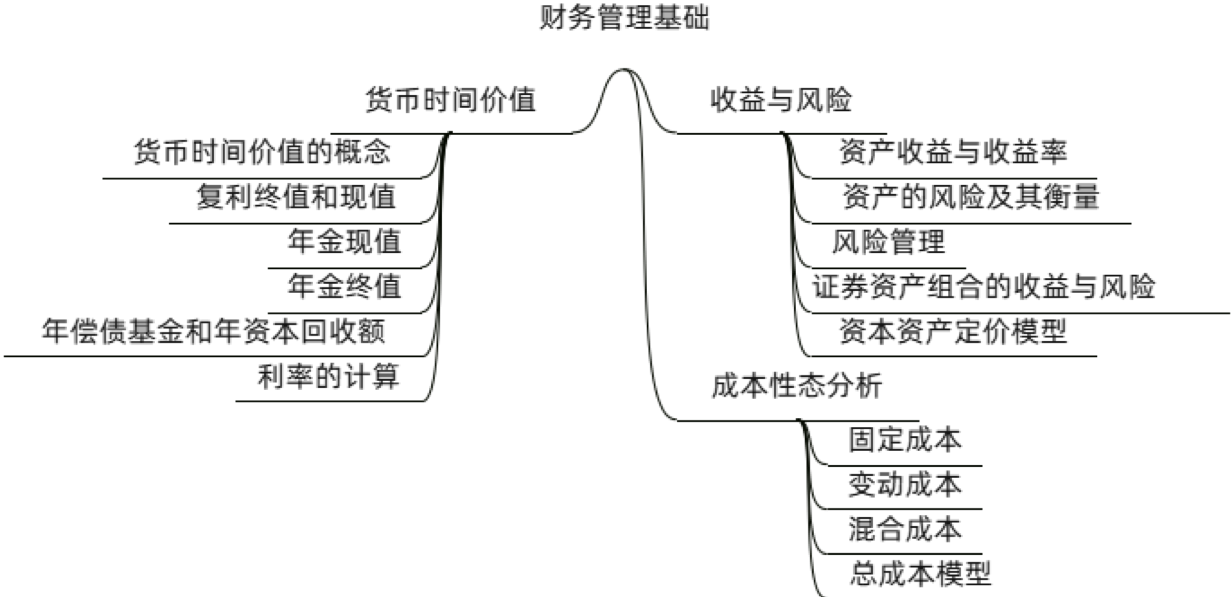 财务管理基础
货币时间价值
货币时间价值的概念
复利终值和现值
年金现值
年金终值
年偿债基金和年资本回收额
利率的计算
收益与风险
资产收益与收益率
资产的风险及其衡量
风险管理
证券资产组合的收益与风险
资本资产定价模型
成本性态分析
固定成本
变动成本
混合成本
总成本模型